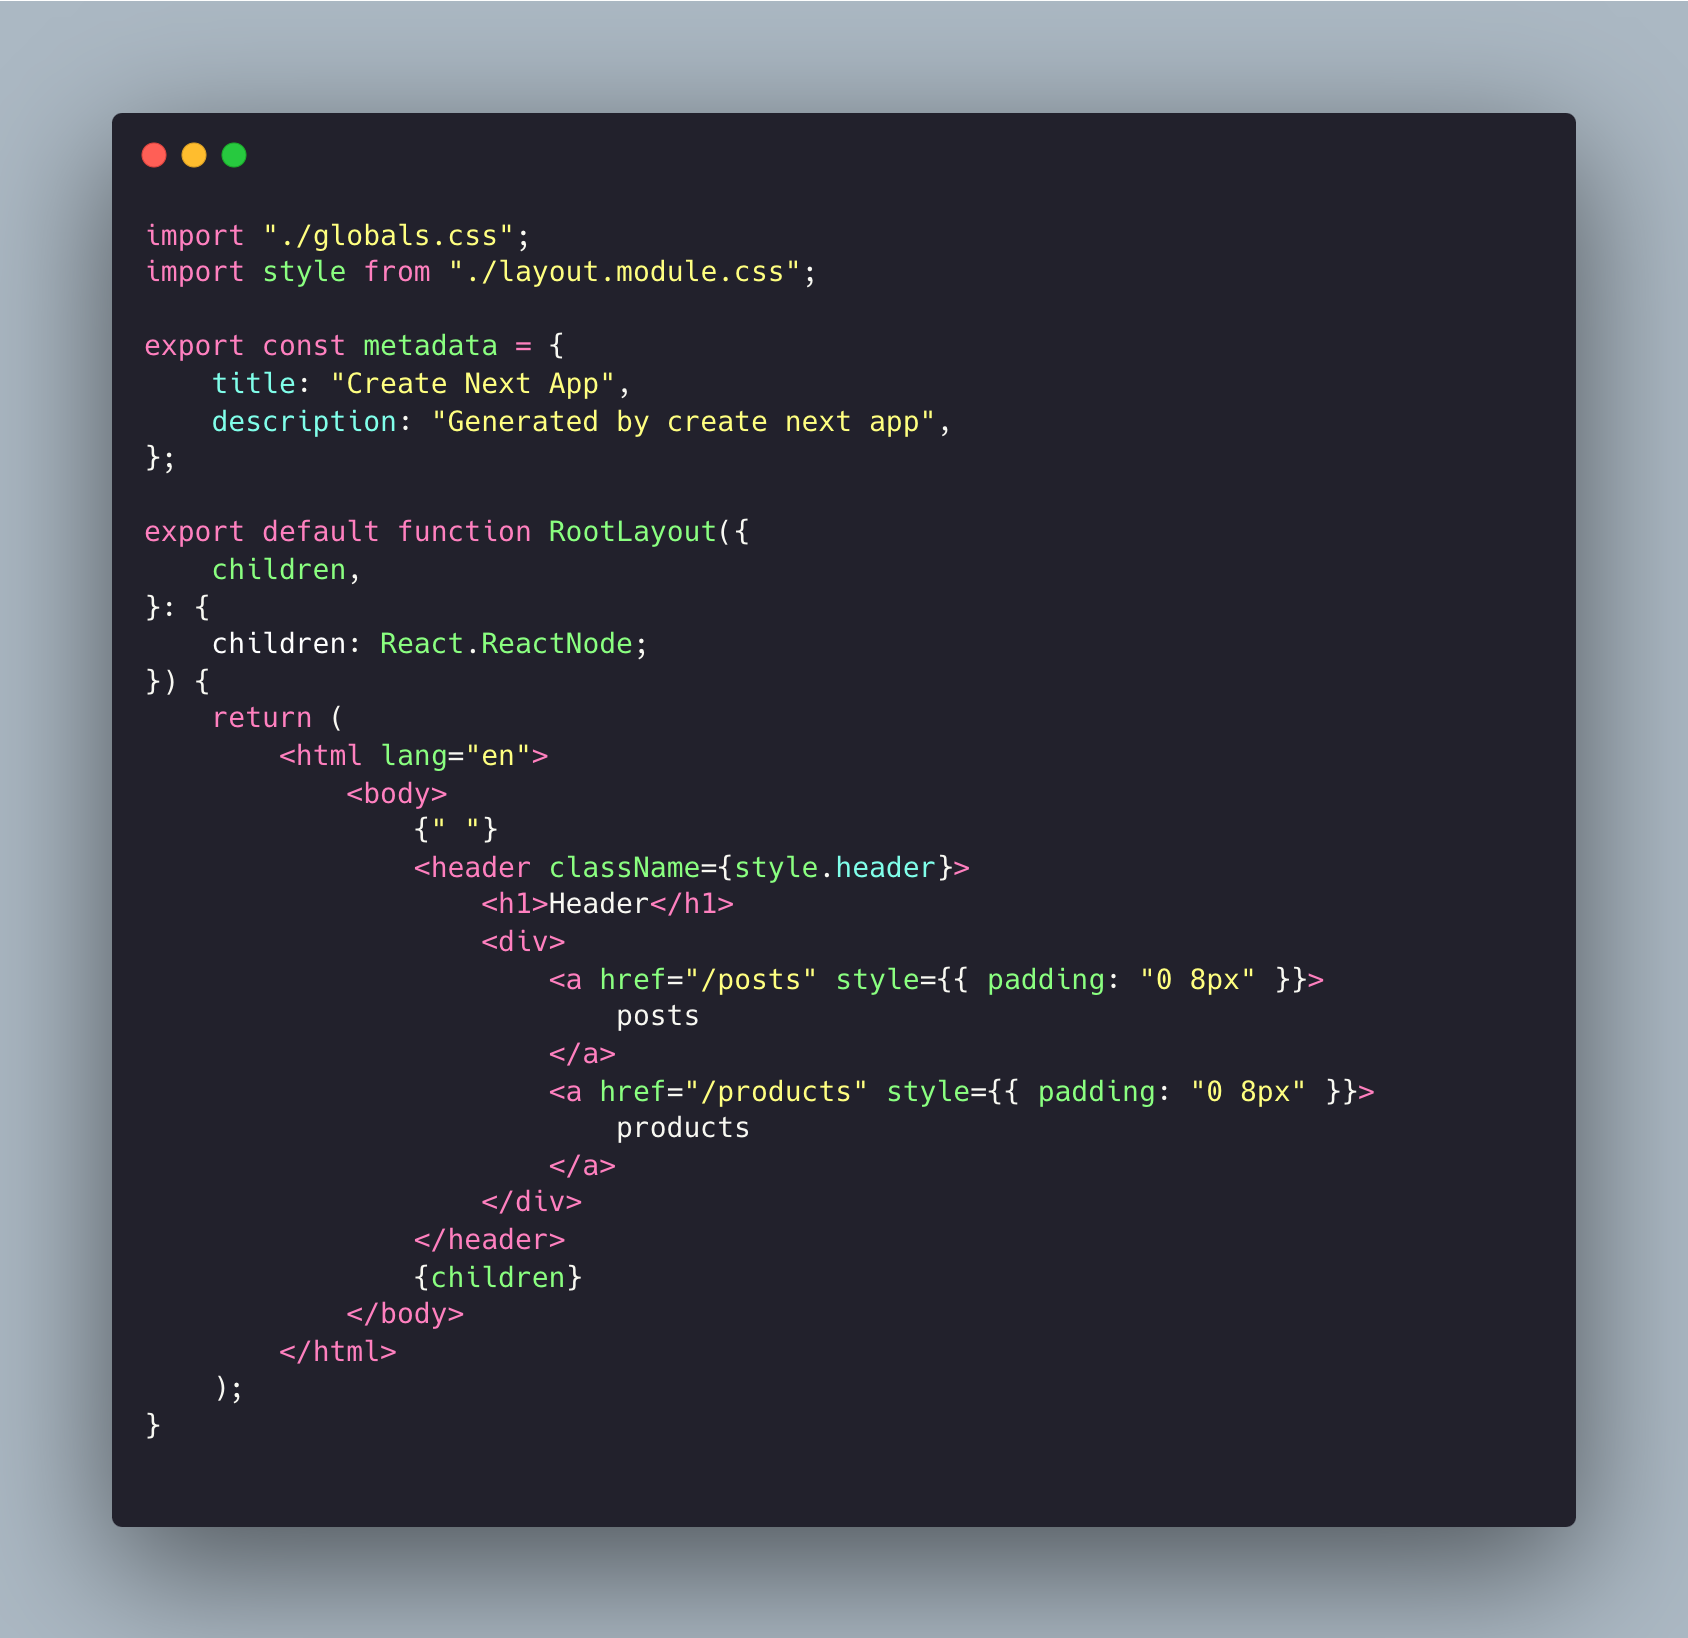 import "./globals.css";
import style from "./layout.module.css";

export const metadata = {
    title: "Create Next App",
    description: "Generated by create next app",
};

export default function RootLayout({
    children,
}: {
    children: React.ReactNode;
}) {
    return (
        <html lang="en">
            <body>
                {" "}
                <header className={style.header}>
                    <h1>Header</h1>
                    <div>
                        <a href="/posts" style={{ padding: "0 8px" }}>
                            posts
                        </a>
                        <a href="/products" style={{ padding: "0 8px" }}>
                            products
                        </a>
                    </div>
                </header>
                {children}
            </body>
        </html>
    );
}